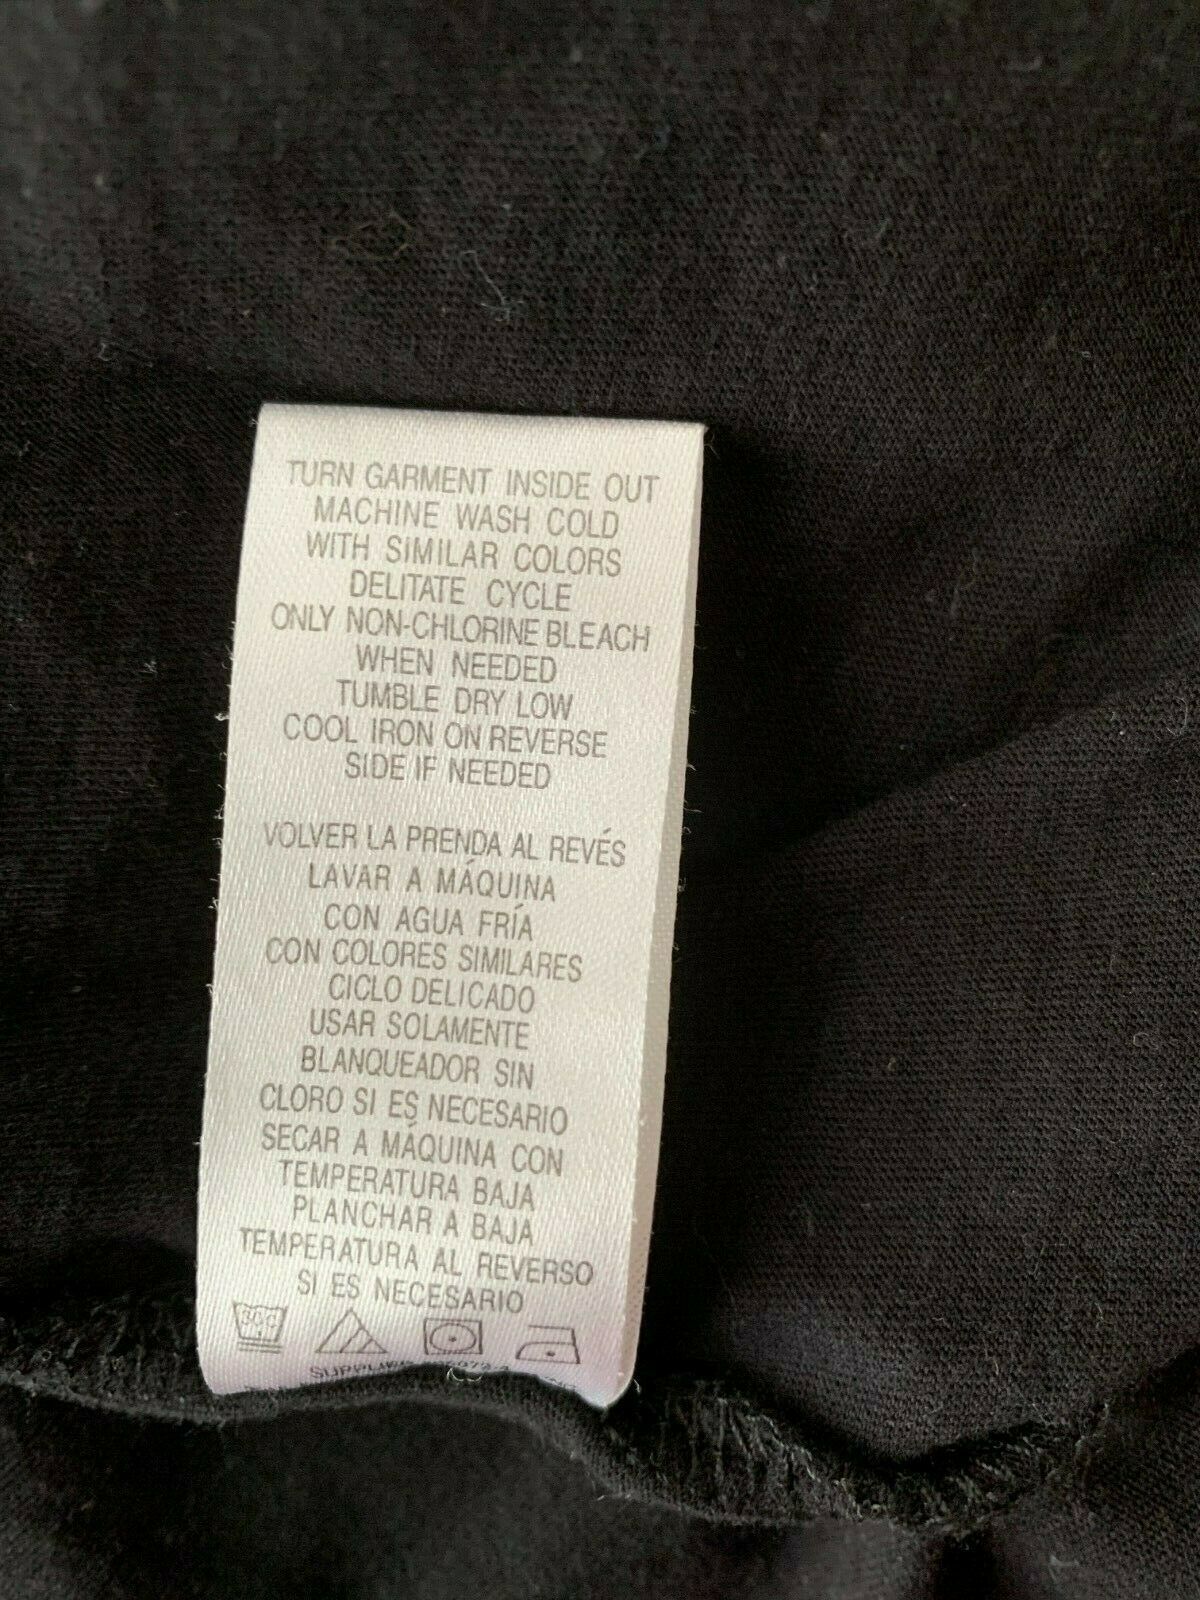 TURN GARMENT INSIDE OUT
MACHINE WASH COLD
WITH SIMILAR COLORS
DELITATE CYCLE
ONLY NON-CHLORINE BLEACH
WHEN NEEDED
TUMBLE DRY LOW
COOL IRON ON REVERSE
SIDE IF NEEDED
VOLVER LA PRENDA AL REVÉS
LAVAR A MÁQUINA
CON AGUA FRÍA
CON COLORES SIMILARES
CICLO DELICADO
USAR SOLAMENTE
BLANQUEADOR SIN
CLORO SI ES NECESARIO
SECAR A MÁQUINA CON
TEMPERATURA BAJA
PLANCHAR A BAJA
TEMPERATURA AL REVERSO
SI ES NECESARIO
30C